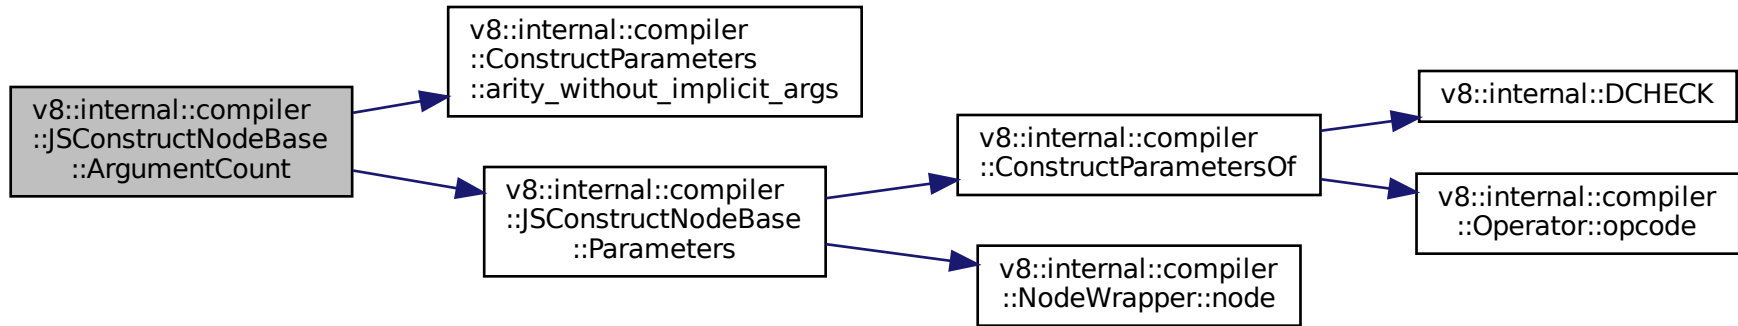 v8::internal::compiler
::JSConstructNodeBase
::ArgumentCount
v8::internal::compiler
::ConstructParameters
::arity_without_implicit_args
v8::internal::compiler
::JSConstructNodeBase
::Parameters
v8::internal::compiler
::ConstructParametersOf
v8::internal::compiler
::NodeWrapper::node
v8::internal::DCHECK
v8::internal::compiler
::Operator::opcode